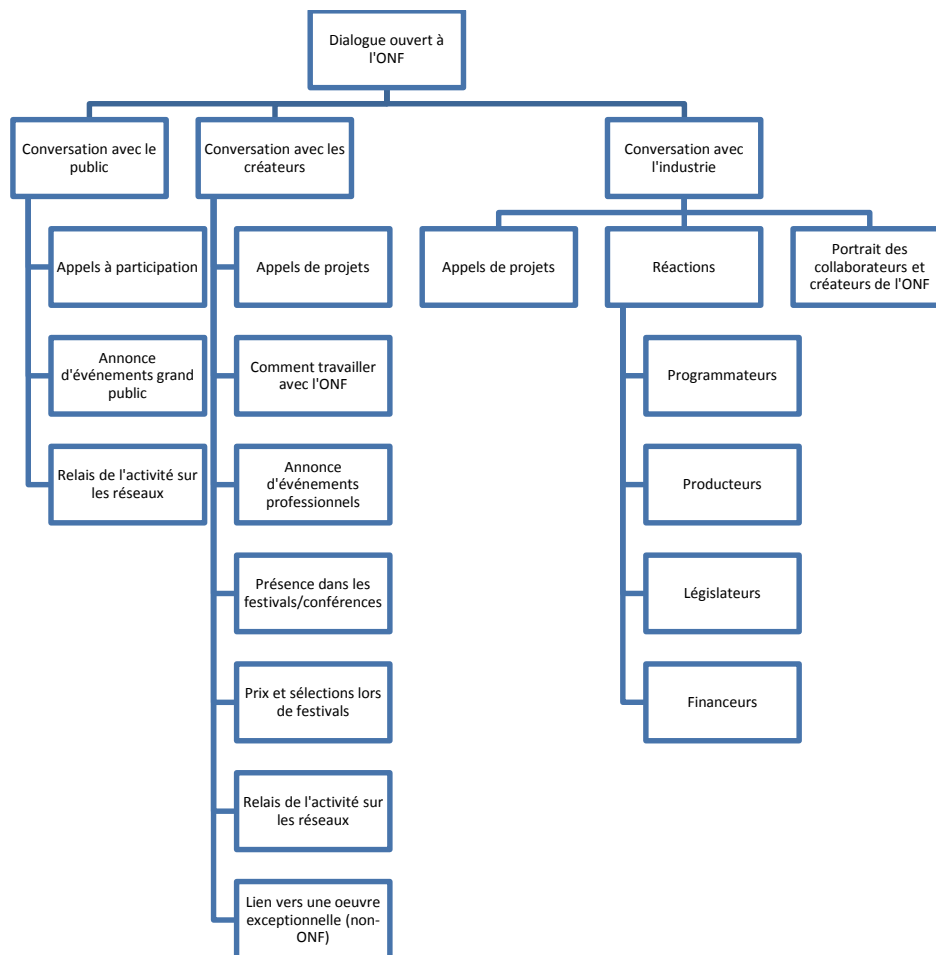 Dialogue ouvert à
l'ONF
Conversation avec le
public
Conversation avec les
créateurs
Conversation avec
l'industrie
Appels à participation
Annonce
d'événements grand
public
Relais de l'activité sur
les réseaux
Appels de projets
Comment travailler
avec l'ONF
Annonce
d'événements
professionnels
Présence dans les
festivals/conférences
Prix et sélections lors
de festivals
Relais de l'activité sur
les réseaux
Lien vers une oeuvre
exceptionnelle (non-
ONF)
Appels de projets
Réactions
Portrait des
collaborateurs et
créateurs de l'ONF
Programmateurs
Producteurs
Législateurs
Financeurs